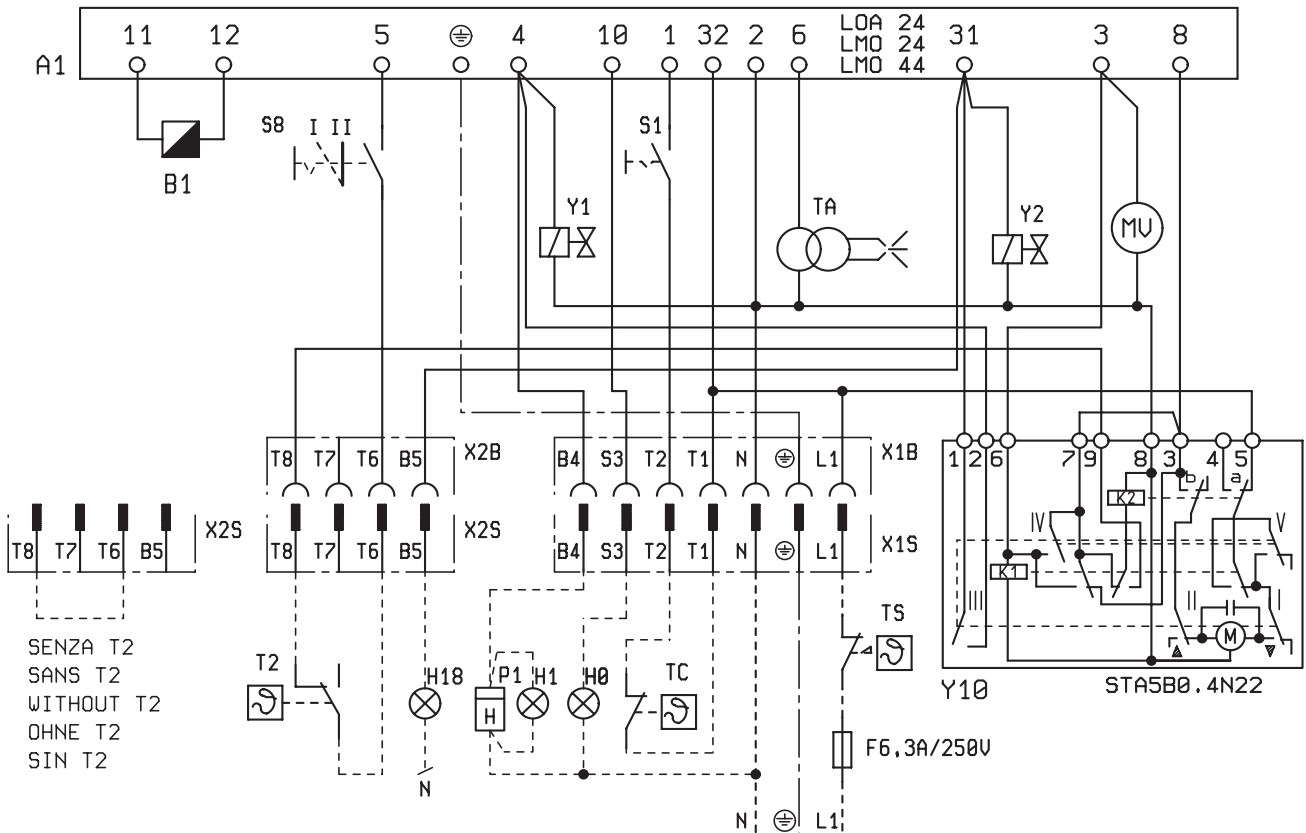 LOA 24
11 12 5 4 10 1 32 2 6 LMO 24 31 3 8
A1 LMO 44
S8 I II S1
B1
Y1 TA Y2 MV
T8 T7 T6 B5 X2B B4 S3 T2 T1 N L1 X1B
1 2 6 7 9 8 3 4 5
b a
K2
IV V
T8 T7 T6 B5 X2S
T8 T7 T6 B5 X2S
B4 S3 T2 T1 N L1 X1S
K1
III II I
M
SENZA T2
SANS T2
WITHOUT T2
OHNE T2
SIN T2
T2 H18 P1 H1 H0 TC TS
H
Y10 STA5B0.4N22
F6,3A/250V
N
N L1